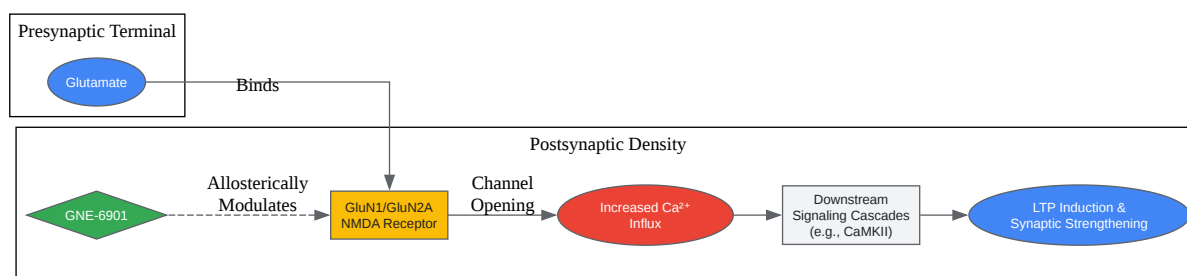 Presynaptic Terminal
Glutamate
Binds
Postsynaptic Density
GNE-6901
Allosterically
Modulates
GluN1/GluN2A
NMDA Receptor
Channel
Opening
Increased Ca²⁺
Influx
Downstream
Signaling Cascades
(e.g., CaMKII)
LTP Induction &
Synaptic Strengthening